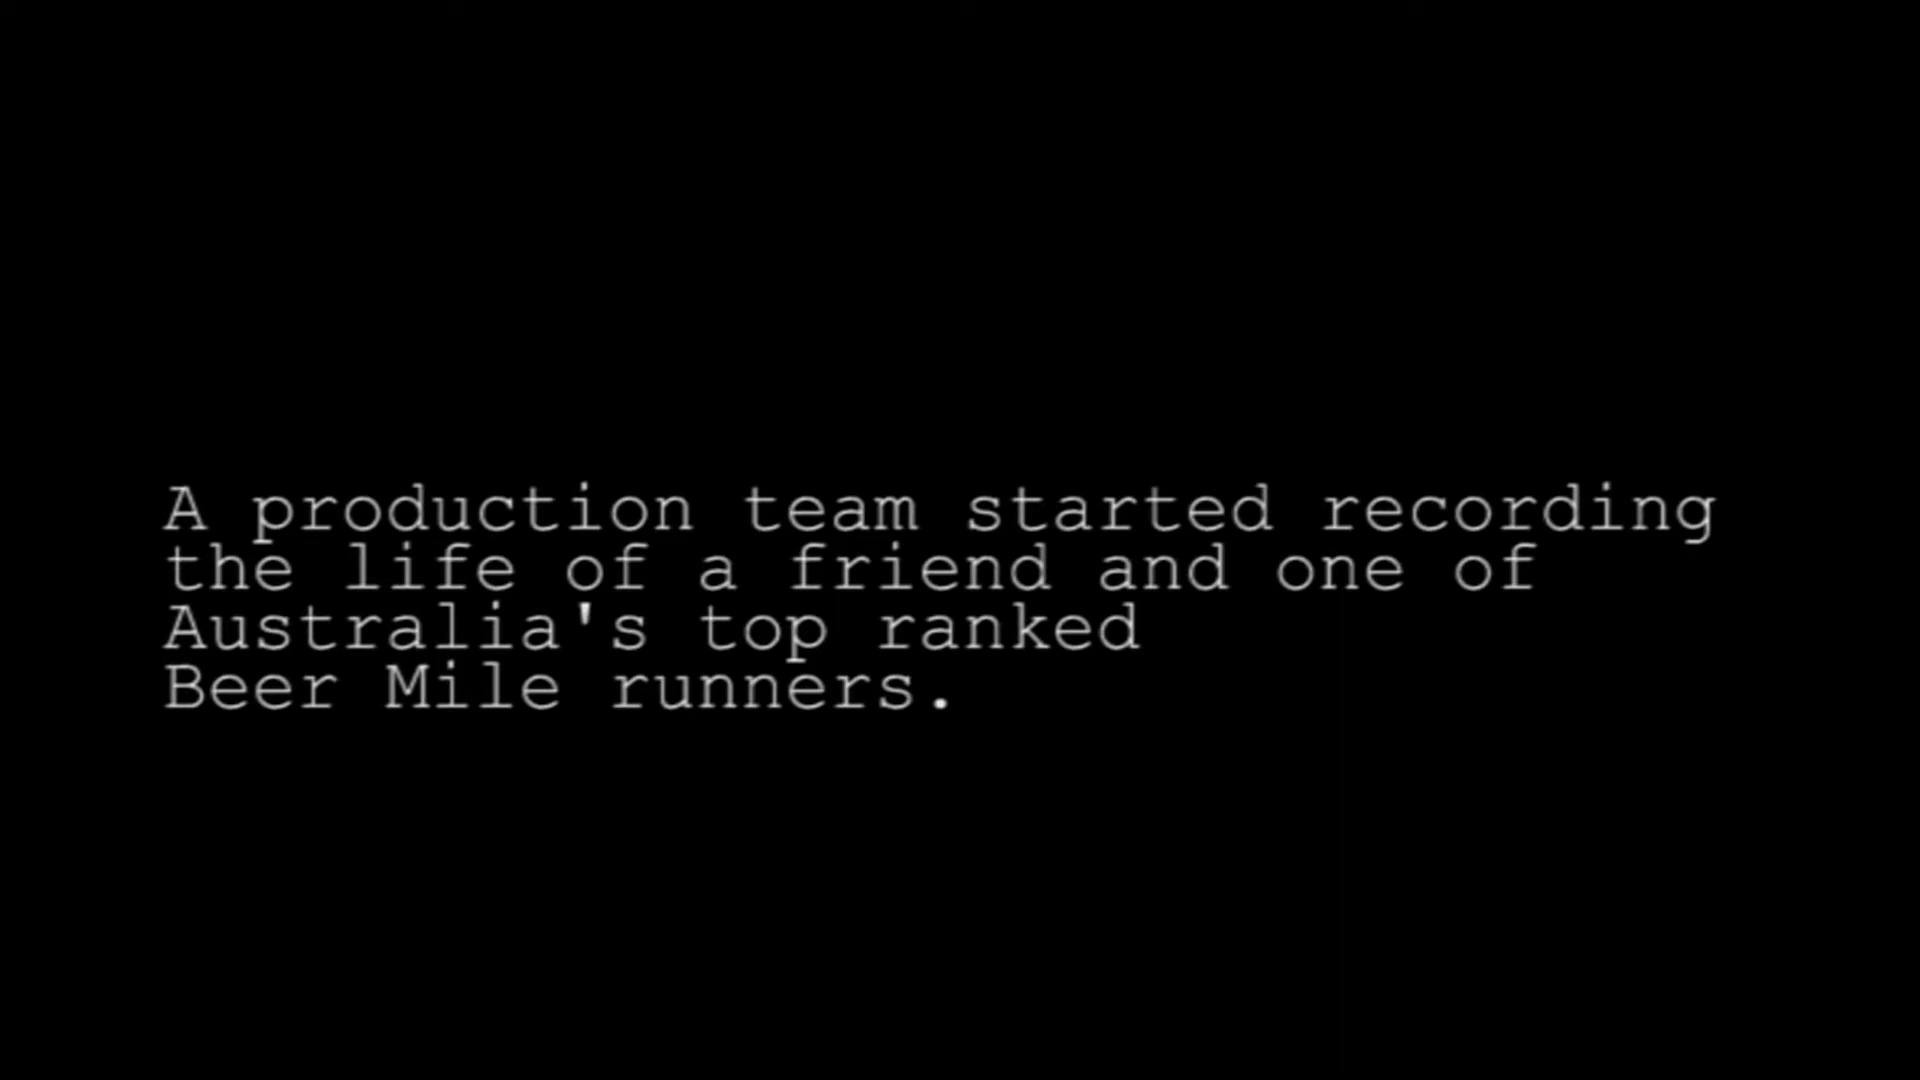 A production team started recording
the life of a friend and one of
Australia's top ranked
Beer Mile runners.